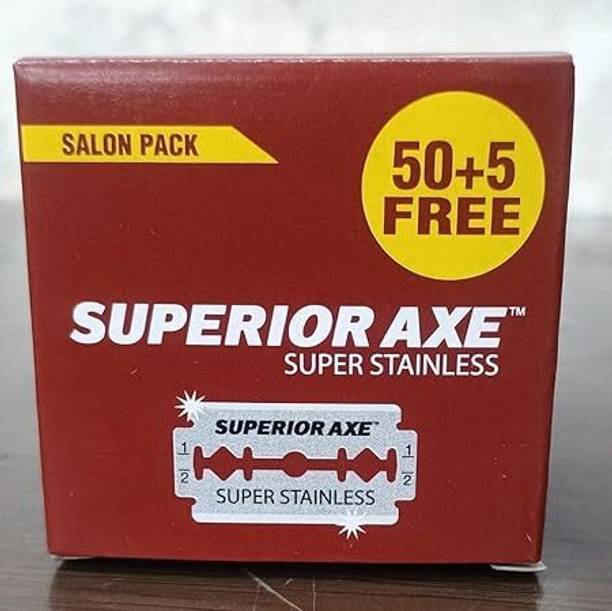 SALON PACK
50+5
FREE
SUPERIOR AXE™
SUPER STAINLESS
SUPERIOR AXE™
1 1
2 2
SUPER STAINLESS